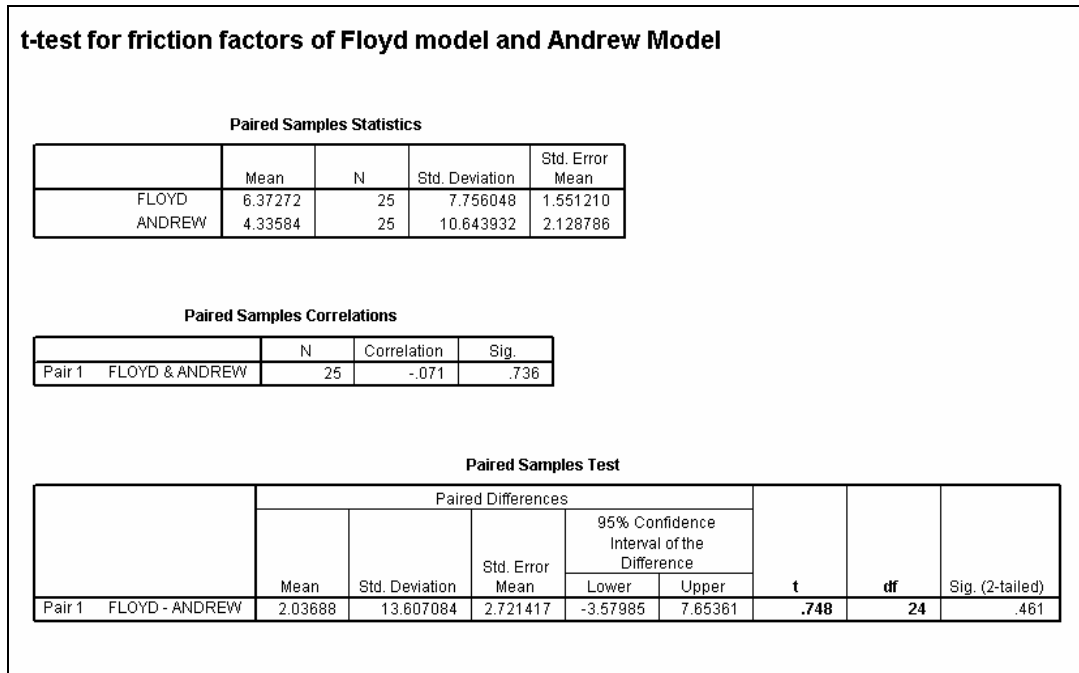 t-test for friction factors of Floyd model and Andrew Model
Paired Samples Statistics
Mean N Std. Deviation Std. Error Mean
FLOYD 6.37272 25 7.756048 1.551210
ANDREW 4.33584 25 10.643932 2.128786
Paired Samples Correlations
N Correlation Sig.
Pair 1 FLOYD & ANDREW 25 -.071 .736
Paired Samples Test
Paired Differences
95% Confidence
Interval of the
Difference
Mean Std. Deviation Std. Error Mean Lower Upper t df Sig. (2-tailed)
Pair 1 FLOYD - ANDREW 2.03688 13.607084 2.721417 -3.57985 7.65361 .748 24 .461